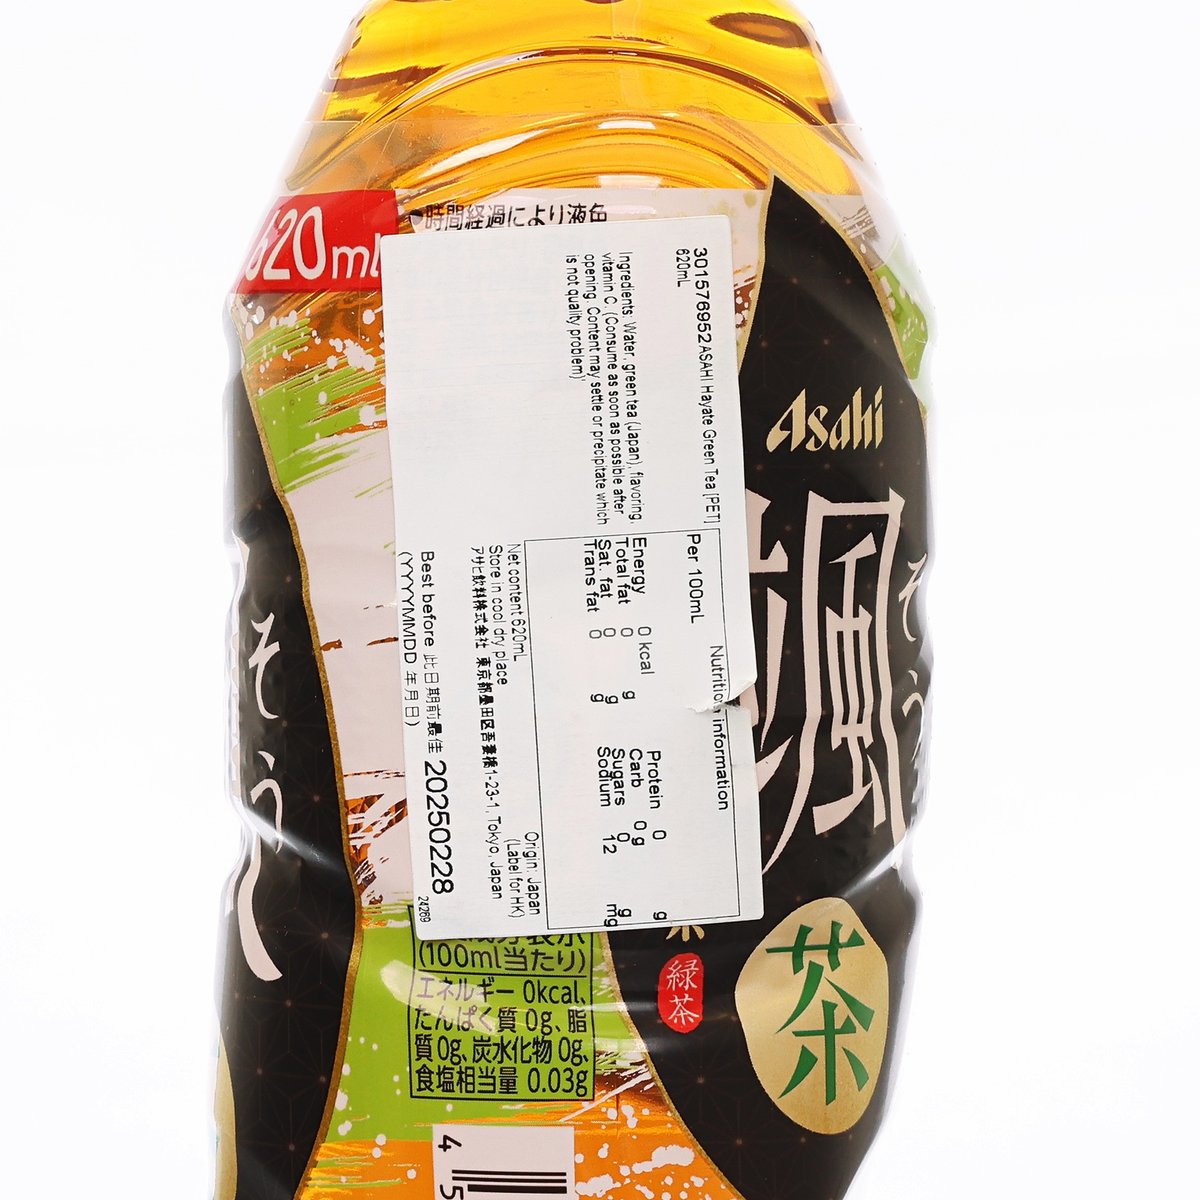 620ml
●時間経過により液色
301576952 ASAHI Hayate Green Tea [PET]
620mL
Ingredients: Water, green tea (Japan), flavoring,
vitamin C. (Consume as soon as possible after
opening. Content may settle or precipitate which
is not quality problem)
Nutrition information
Per 100mL
Energy 0 kcal Protein 0 g
Total fat 0 g Carb 0 g
Sat. fat 0 g Sugars 0 g
Trans fat 0 g Sodium 12 mg
Net content 620mL
Origin: Japan
Store in cool dry place
(Label for HK)
アサヒ飲料株式会社 東京都墨田区吾妻橋1-23-1, Tokyo, Japan
Best before 此日期前最佳 20250228
(YYYYMMDD 年月日)
24269
(100ml当たり)
エネルギー 0kcal、
たんぱく質 0g、脂
質 0g、炭水化物 0g、
食塩相当量 0.03g
45
Asahi
颯
そう
緑茶
茶
そう